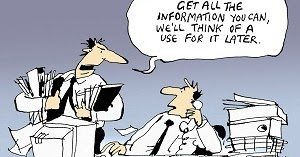 GET ALL THE
INFORMATION YOU CAN,
WE'LL THINK OF A
USE FOR IT LATER.